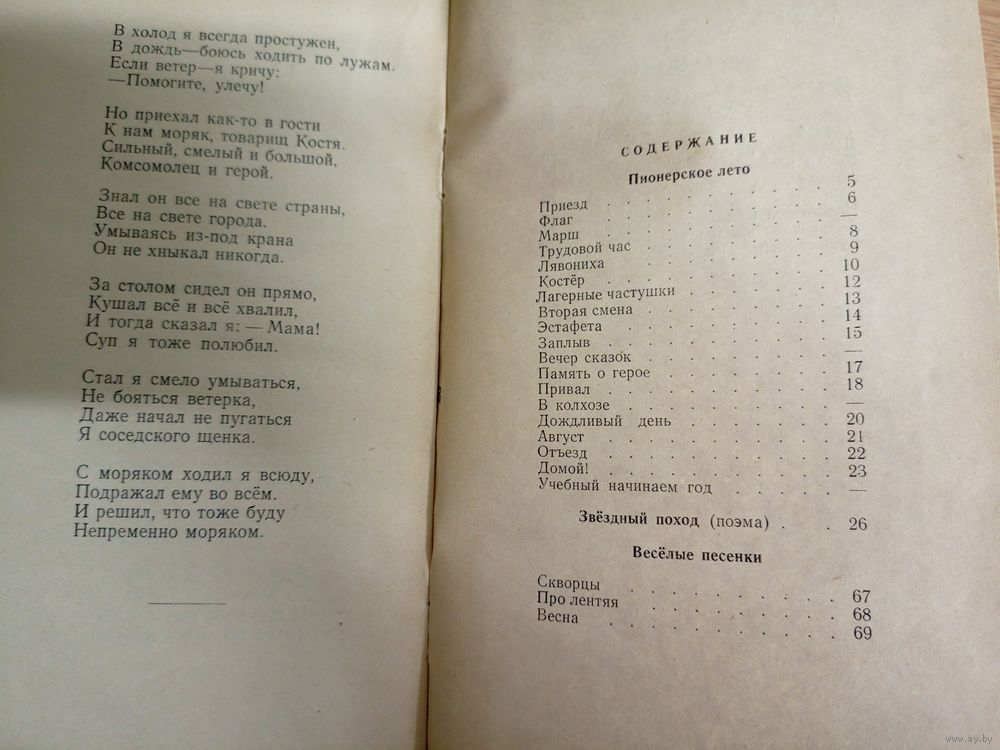 В холод я всегда простужен,
В дождь—боюсь ходить по лужам.
Если ветер—я кричу:
—Помогите, улечу!
Но приехал как-то в гости
К нам моряк, товарищ Костя.
Сильный, смелый и большой,
Комсомолец и герой.
Знал он все на свете страны,
Все на свете города.
Умываясь из-под крана
Он не хныкал никогда.
За столом сидел он прямо,
Кушал всё и всё хвалил,
И тогда сказал я: — Мама!
Суп я тоже полюбил.
Стал я смело умываться,
Не бояться ветерка,
Даже начал не пугаться
Я соседского щенка.
С моряком ходил я всюду,
Подражал ему во всём.
И решил, что тоже буду
Непременно моряком.
СОДЕРЖАНИЕ
Пионерское лето
Приезд . . . . . . . . . 5
Флаг . . . . . . . . . 6
Марш . . . . . . . . . —
Трудовой час . . . . . . . 8
Лявониха . . . . . . . . 9
Костёр . . . . . . . . . 10
Лагерные частушки . . . . . . 12
Вторая смена . . . . . . . 13
Эстафета . . . . . . . . 14
Заплыв . . . . . . . . . 15
Вечер сказок . . . . . . . —
Память о герое . . . . . . . 17
Привал . . . . . . . . . 18
В колхозе . . . . . . . . —
Дождливый день . . . . . . 20
Август . . . . . . . . . 21
Отъезд . . . . . . . . . 22
Домой! . . . . . . . . . 23
Учебный начинаем год . . . . . —
Звёздный поход (поэма) . . 26
Весёлые песенки
Скворцы . . . . . . . . . 67
Про лентяя . . . . . . . . 68
Весна . . . . . . . . . 69
www.ay.by